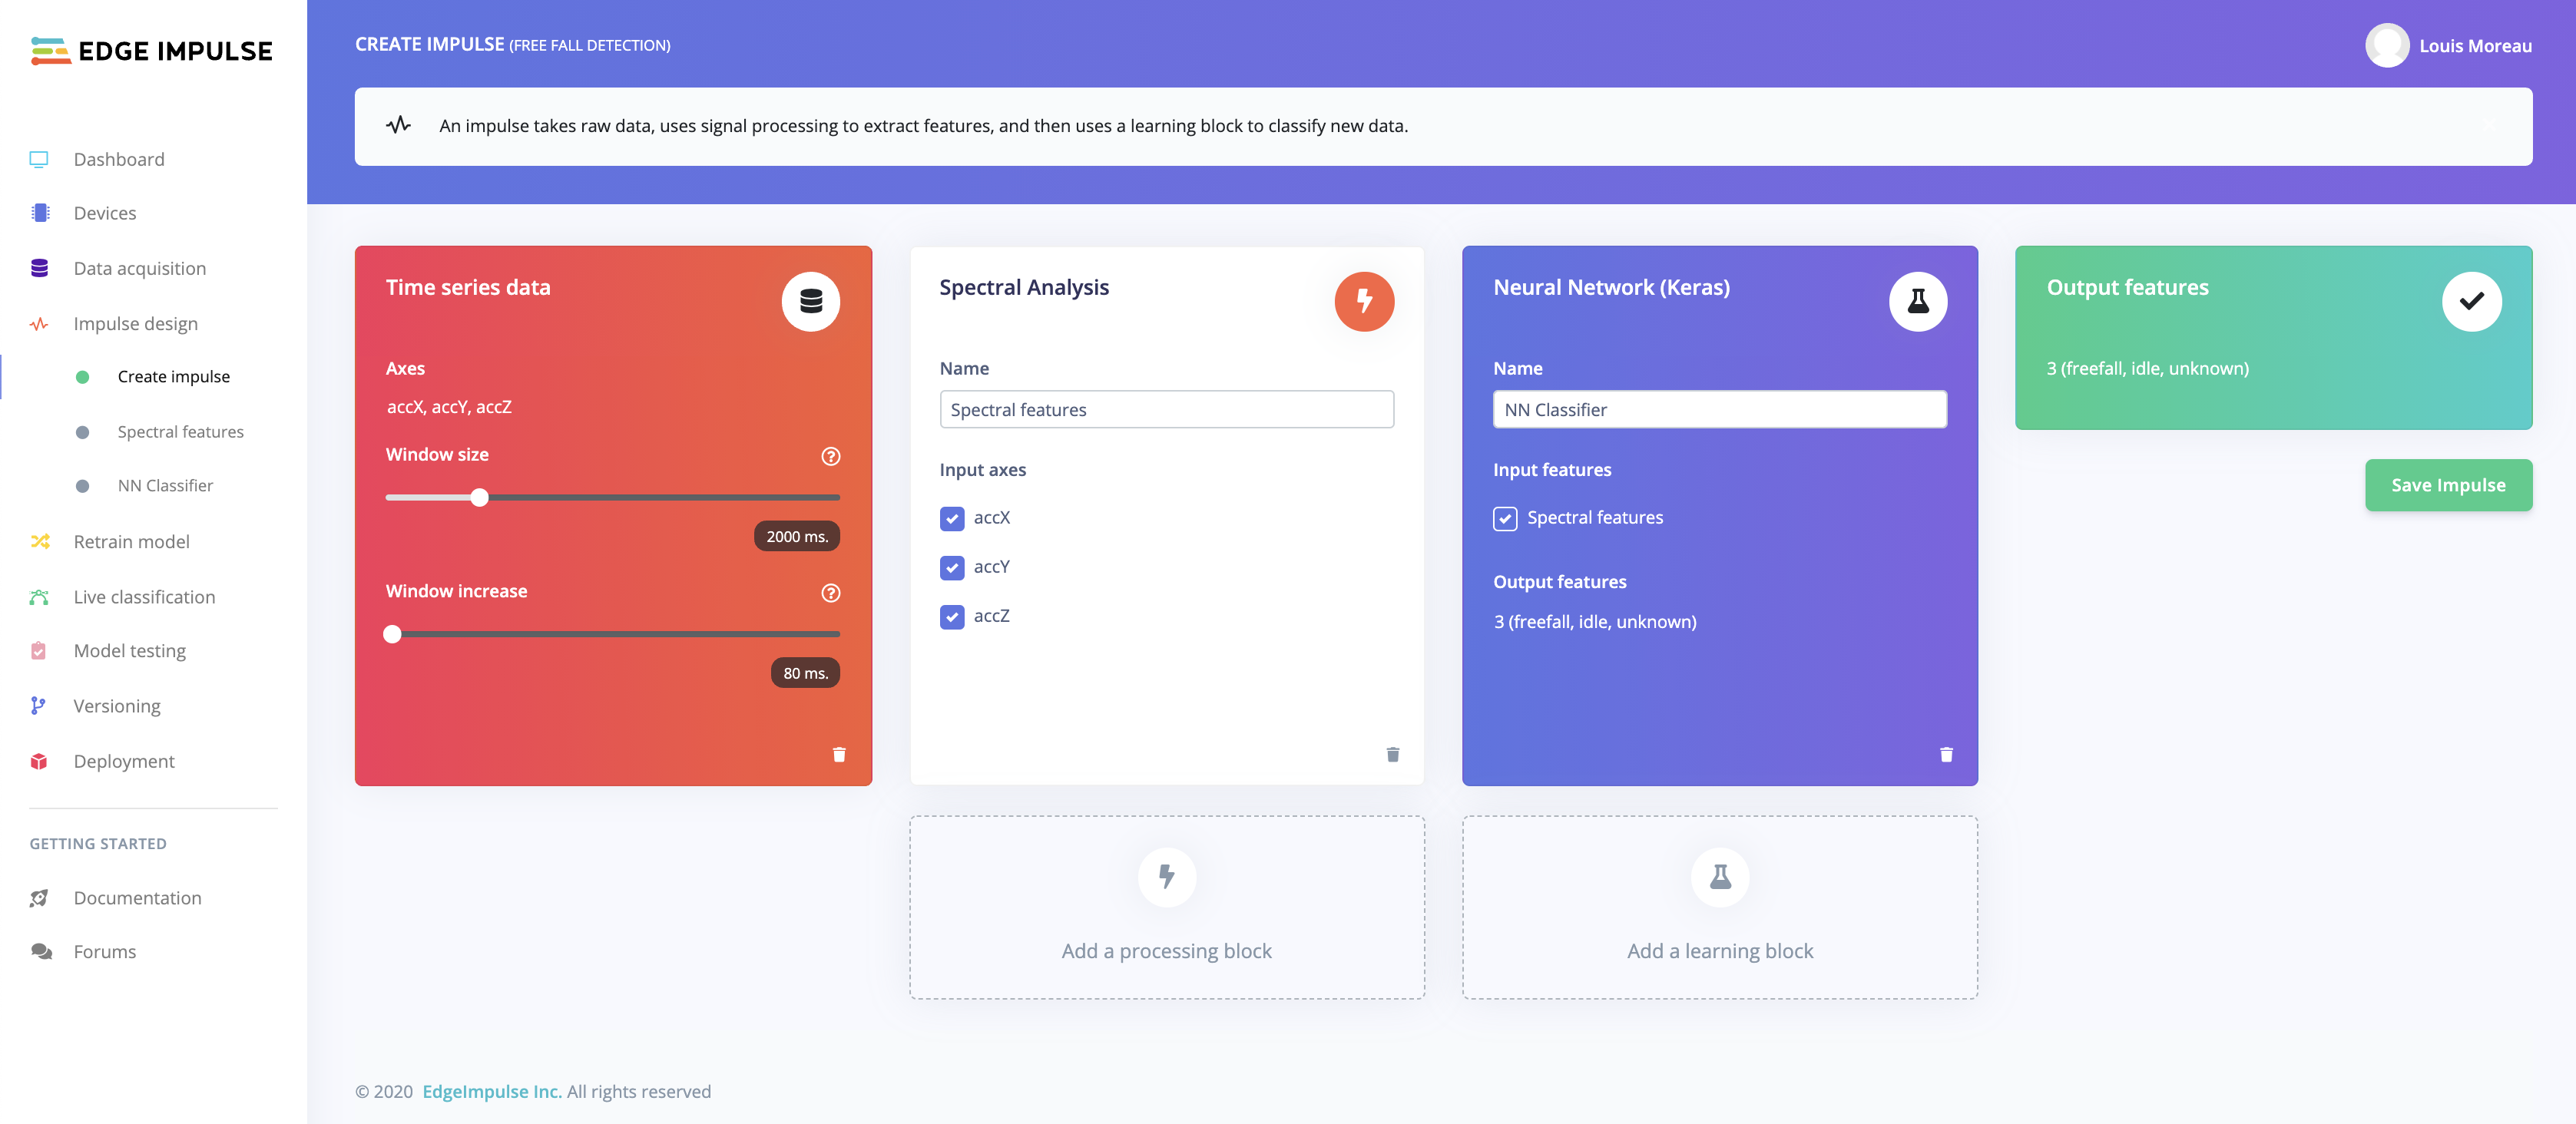 EDGE IMPULSE
Dashboard
Devices
Data acquisition
Impulse design
Create impulse
Spectral features
NN Classifier
Retrain model
Live classification
Model testing
Versioning
Deployment
GETTING STARTED
Documentation
Forums
CREATE IMPULSE (FREE FALL DETECTION)
Louis Moreau
An impulse takes raw data, uses signal processing to extract features, and then uses a learning block to classify new data.
Time series data
Axes
accX, accY, accZ
Window size
?
2000 ms.
Window increase
?
80 ms.
Spectral Analysis
Name
Spectral features
Input axes
accX
accY
accZ
Neural Network (Keras)
Name
NN Classifier
Input features
Spectral features
Output features
3 (freefall, idle, unknown)
Output features
3 (freefall, idle, unknown)
Save Impulse
Add a processing block
Add a learning block
© 2020 EdgeImpulse Inc. All rights reserved